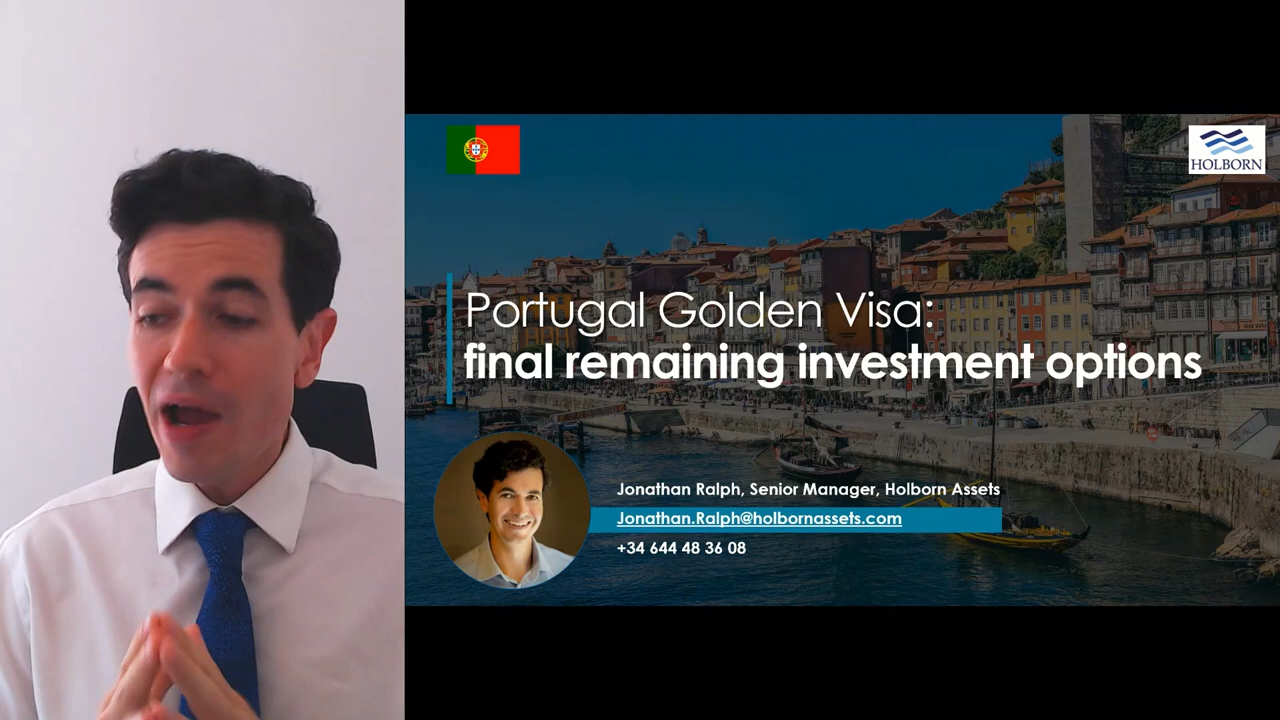 HOLBORN
Portugal Golden Visa:
final remaining investment options
Jonathan Ralph, Senior Manager, Holborn Assets
Jonathan.Ralph@holbornassets.com
+34 644 48 36 08